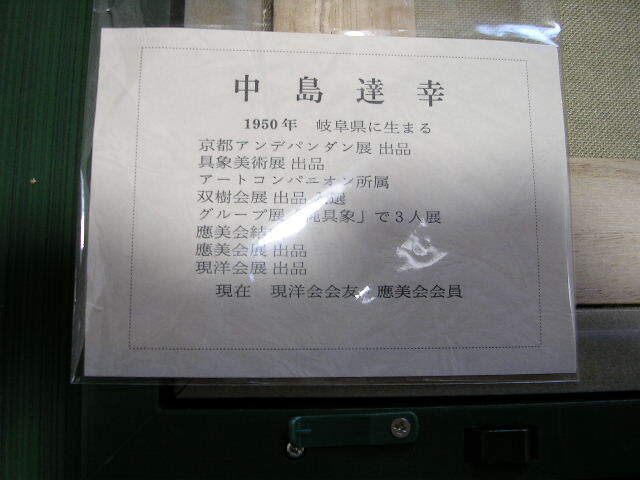 中島達幸
1950年 岐阜県に生まる
京都アンデパンダン展 出品
具象美術展 出品
アートコンパニオン所属
双樹会展 出品 選
グループ展 具象」で3人展
應美会結
應美会展 出品
現洋会展 出品
現在 現洋会会友 應美会会員